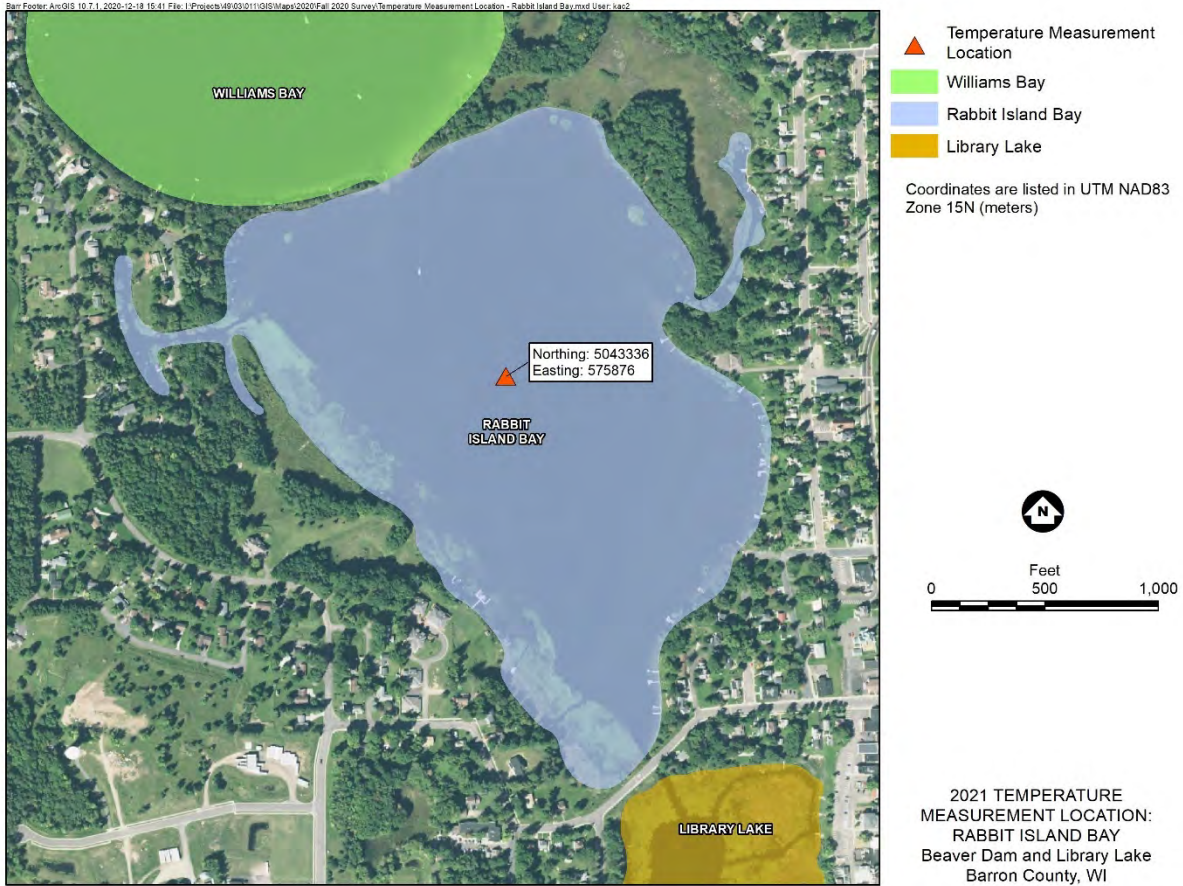 Barr Footer: ArcGIS 10.7.1, 2020-12-18 15:41 File: I:\Projects\49\03\011\GIS\Maps\2020\Fall 2020 Survey\Temperature Measurement Location - Rabbit Island Bay.mxd User: kac2
WILLIAMS BAY
Northing: 5043336
Easting: 575876
RABBIT
ISLAND BAY
LIBRARY LAKE
Temperature Measurement
Location
Williams Bay
Rabbit Island Bay
Library Lake
Coordinates are listed in UTM NAD83
Zone 15N (meters)
N
Feet
0 500 1,000
2021 TEMPERATURE
MEASUREMENT LOCATION:
RABBIT ISLAND BAY
Beaver Dam and Library Lake
Barron County, WI